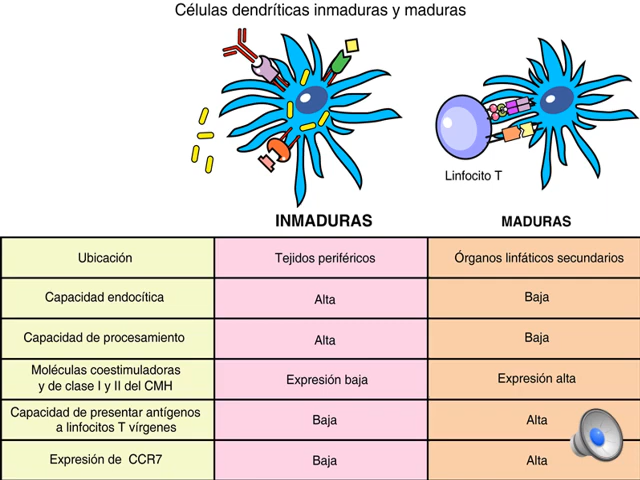 Células dendríticas inmaduras y maduras
Linfocito T
INMADURAS
MADURAS
Ubicación
Tejidos periféricos
Órganos linfáticos secundarios
Capacidad endocítica
Alta
Baja
Capacidad de procesamiento
Alta
Baja
Moléculas coestimuladoras
y de clase I y II del CMH
Expresión baja
Expresión alta
Capacidad de presentar antígenos
a linfocitos T vírgenes
Baja
Alta
Expresión de CCR7
Baja
Alta